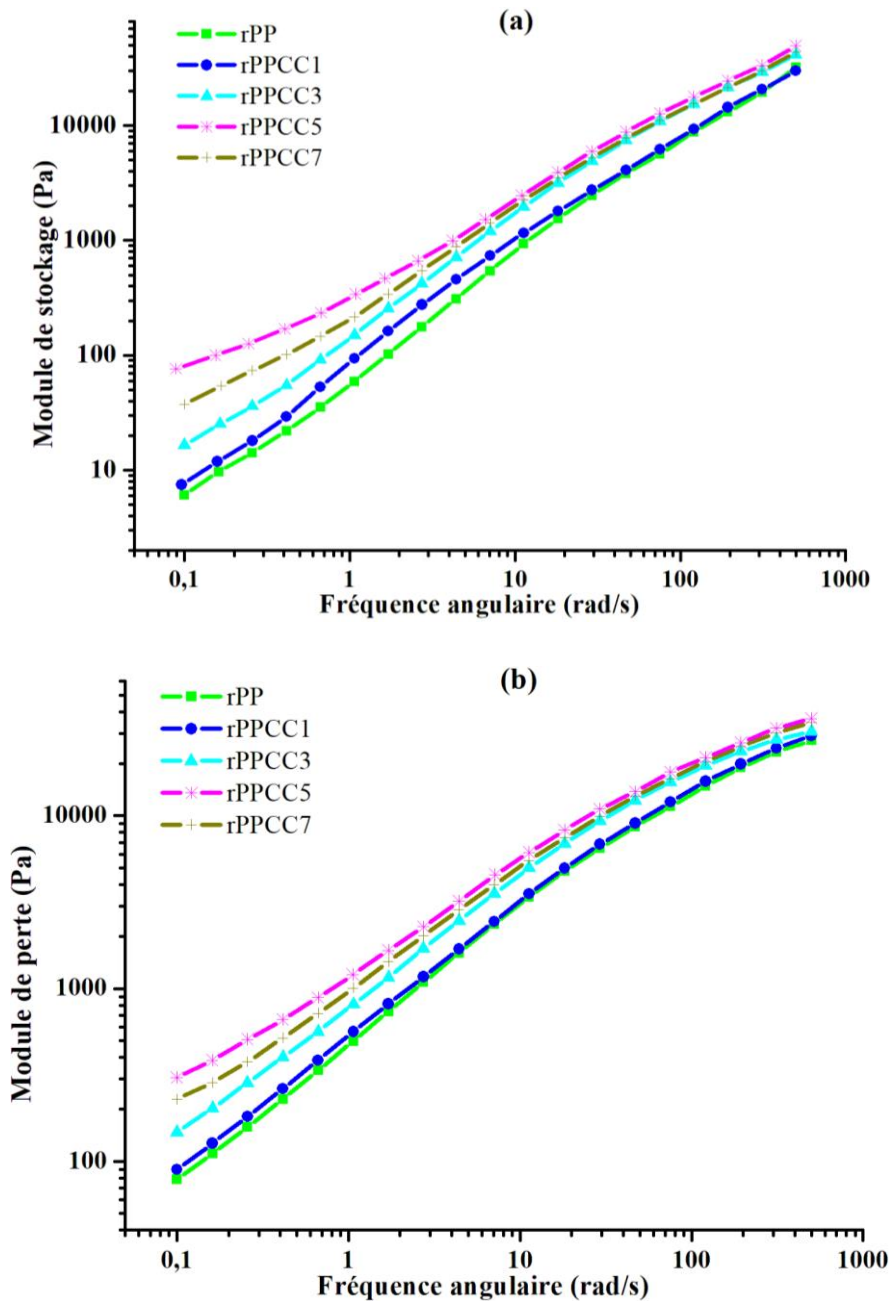 (a)
rPP
rPPCC1
rPPCC3
rPPCC5
rPPCC7
Module de stockage (Pa)
10000
1000
100
10
0,1
1
10
100
1000
Fréquence angulaire (rad/s)
(b)
rPP
rPPCC1
rPPCC3
rPPCC5
rPPCC7
Module de perte (Pa)
10000
1000
100
0,1
1
10
100
1000
Fréquence angulaire (rad/s)